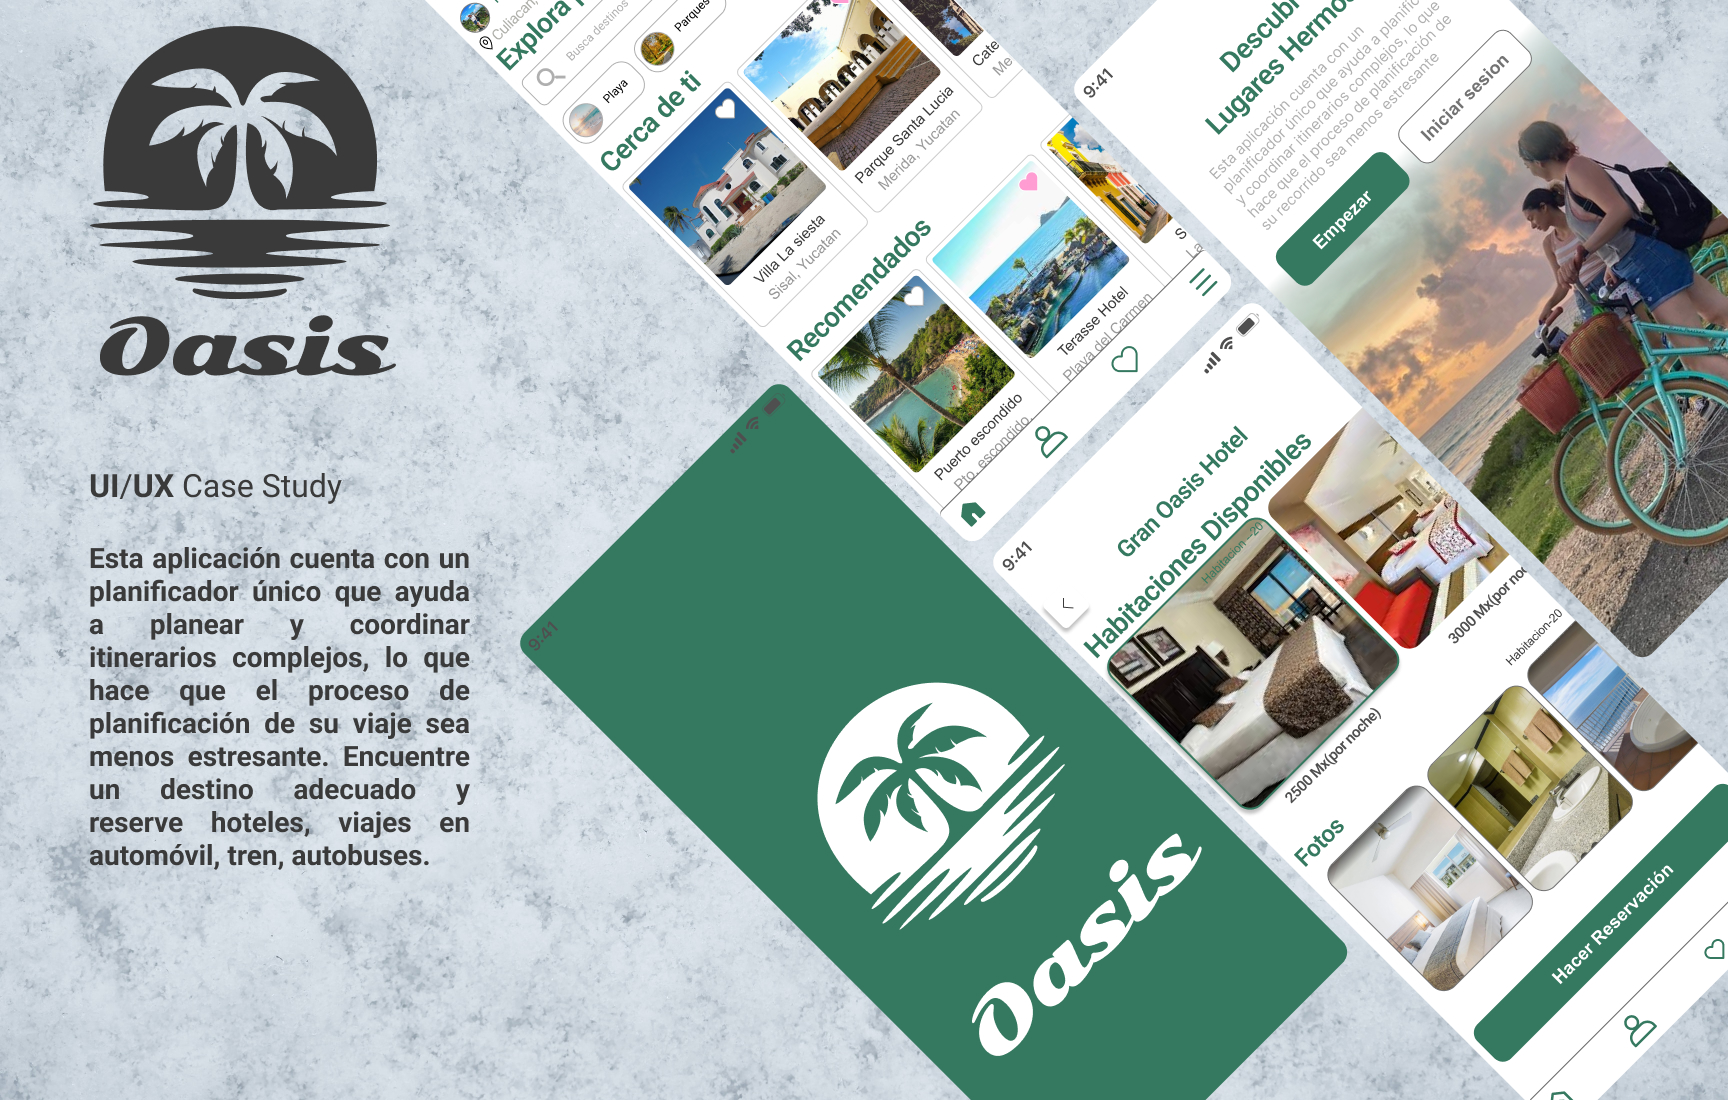 Oasis
UI/UX Case Study
Esta aplicación cuenta con un
planificador único que ayuda
a planear y coordinar
itinerarios complejos, lo que
hace que el proceso de
planificación de su viaje sea
menos estresante. Encuentre
un destino adecuado y
reserve hoteles, viajes en
automóvil, tren, autobuses.
Culiacan,
Explora
Busca destinos
Playa
Parques
Cerca de ti
Villa La siesta
Sisal, Yucatan
Parque Santa Lucia
Merida, Yucatan
Cate
Me
Recomendados
Puerto escondido
Pto. escondido
Terasse Hotel
Playa del Carmen
S
La
9:41
Descubr
Lugares Hermos
Esta aplicación cuenta con un
planificador único que ayuda a planific
y coordinar itinerarios complejos, lo que
hace que el proceso de planificación de
su recorrido sea menos estresante
Empezar
Iniciar sesion
9:41
Oasis
9:41
Gran Oasis Hotel
Habitaciones Disponibles
Habitacion-20
2500 Mx(por noche)
3000 Mx(por noc
Habitacion-20
Fotos
Hacer Reservación